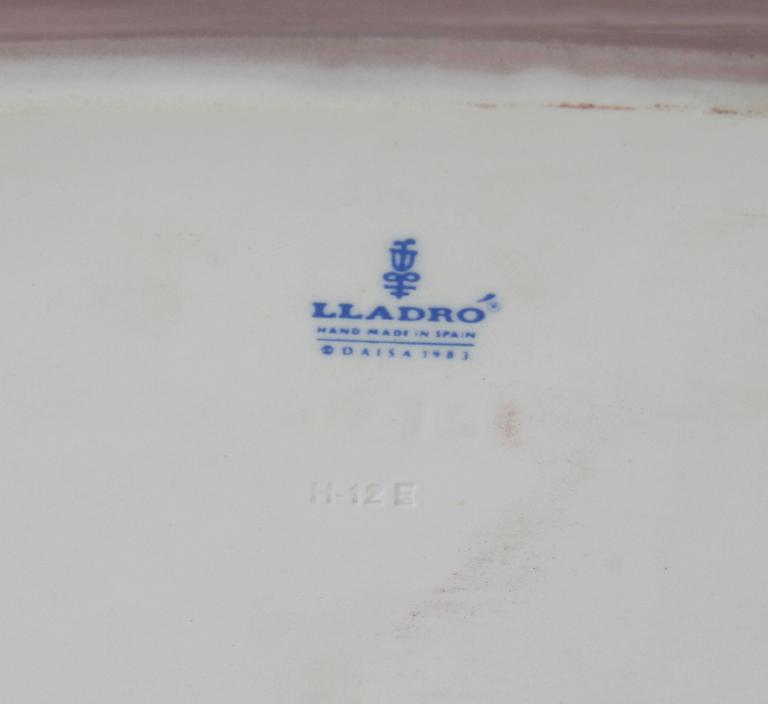 LLADRÓ®
HAND MADE IN SPAIN
© DAISA 1983
H-12 E